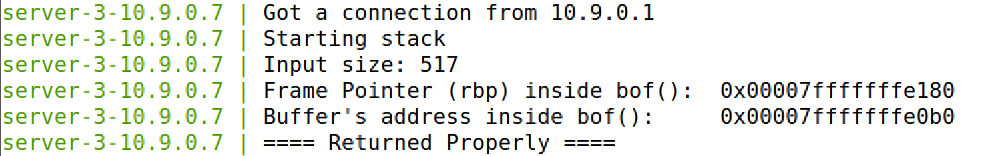 server-3-10.9.0.7 | Got a connection from 10.9.0.1
server-3-10.9.0.7 | Starting stack
server-3-10.9.0.7 | Input size: 517
server-3-10.9.0.7 | Frame Pointer (rbp) inside bof():  0x00007fffffffe180
server-3-10.9.0.7 | Buffer's address inside bof():     0x00007fffffffe0b0
server-3-10.9.0.7 | ==== Returned Properly ====